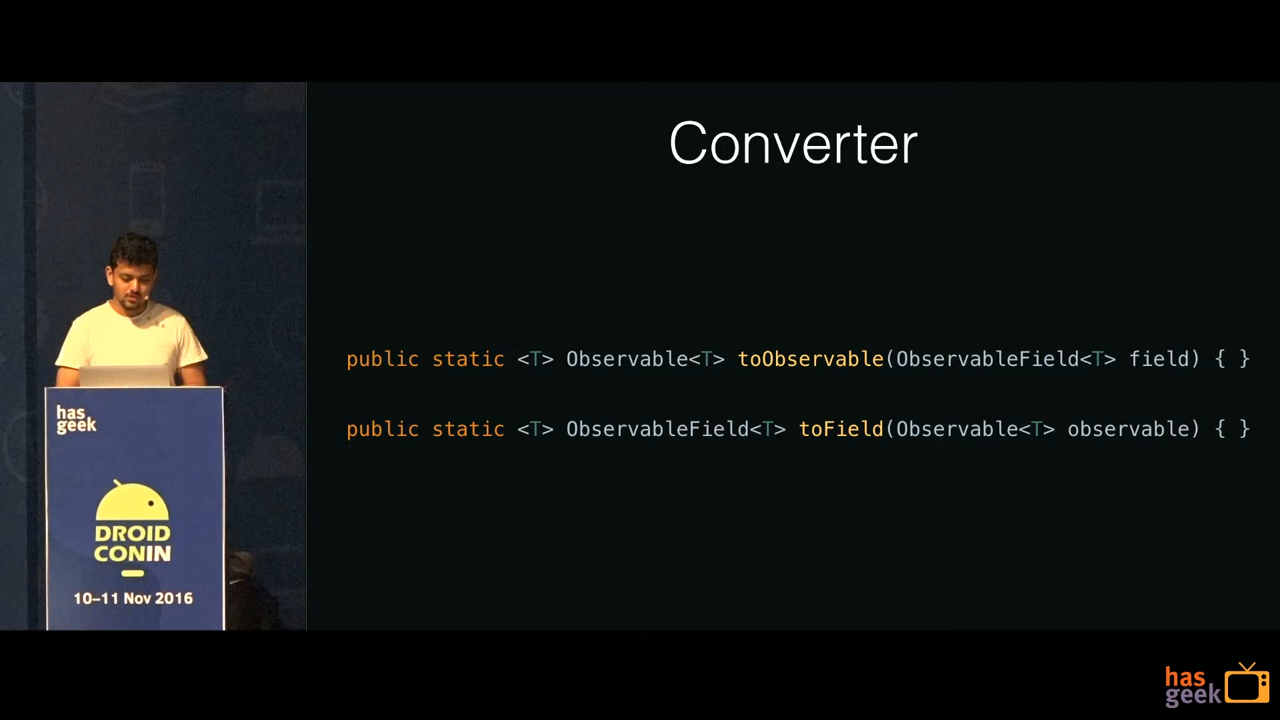 Converter
public static <T> Observable<T> toObservable(ObservableField<T> field) { }
public static <T> ObservableField<T> toField(Observable<T> observable) { }
has
geek
DROID
CONIN
10–11 Nov 2016
has
geek